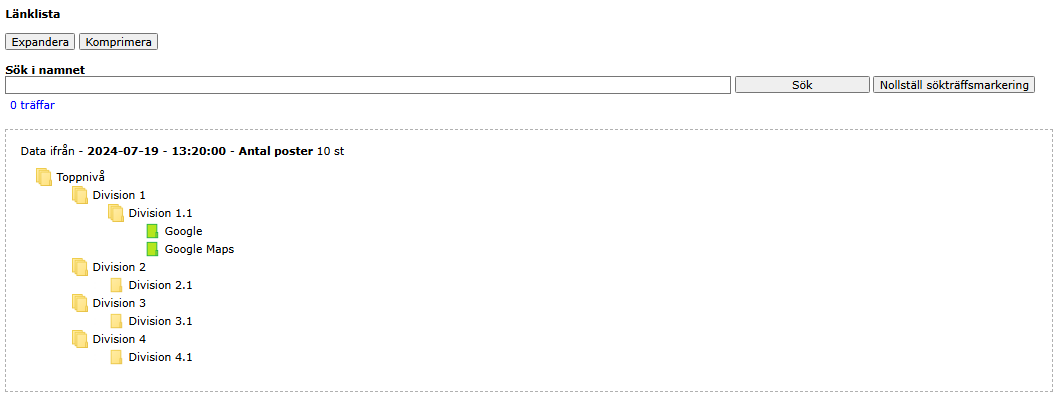 Länklista
Expandera Komprimera
Sök i namnet
Sök Nollställ sökträffsmarkering
0 träffar
Data ifrån - 2024-07-19 - 13:20:00 - Antal poster 10 st
Toppnivå
Division 1
Division 1.1
Google
Google Maps
Division 2
Division 2.1
Division 3
Division 3.1
Division 4
Division 4.1